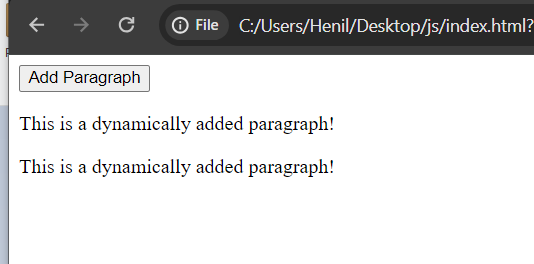 File C:/Users/Henil/Desktop/js/index.html?
Add Paragraph
This is a dynamically added paragraph!
This is a dynamically added paragraph!